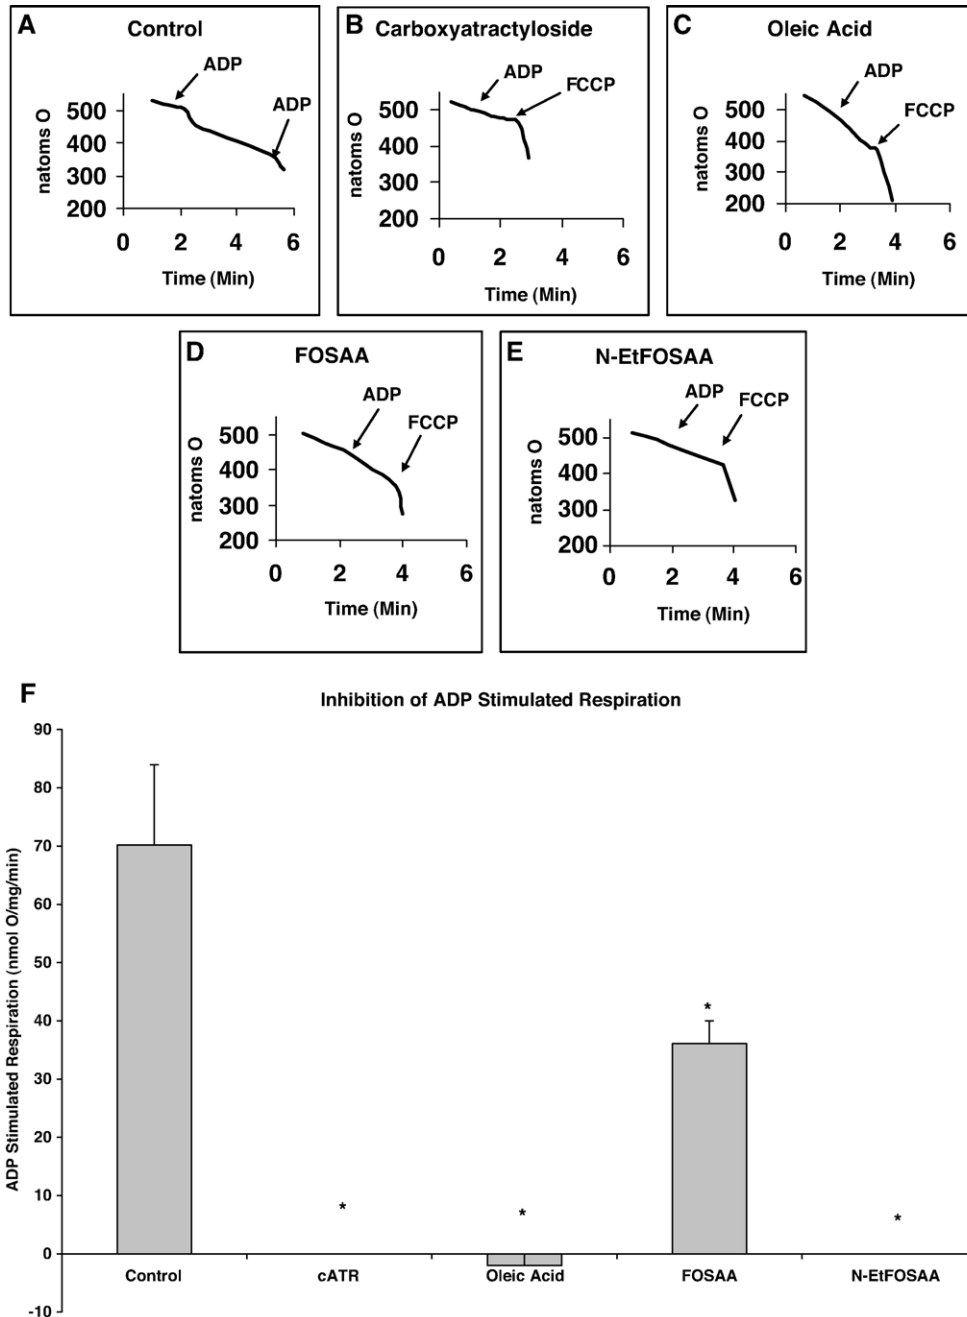 A
Control
ADP
ADP
500
400
300
200
natoms O
0 2 4 6
Time (Min)
B
Carboxyatractyloside
ADP
FCCP
500
400
300
200
natoms O
0 2 4 6
Time (Min)
C
Oleic Acid
ADP
FCCP
500
400
300
200
natoms O
0 2 4 6
Time (Min)
D
FOSAA
ADP
FCCP
500
400
300
200
natoms O
0 2 4 6
Time (Min)
E
N-EtFOSAA
ADP
FCCP
500
400
300
200
natoms O
0 2 4 6
Time (Min)
F
Inhibition of ADP Stimulated Respiration
ADP Stimulated Respiration (nmol O/mg/min)
90
80
70
60
50
40
30
20
10
0
-10
* * * *
Control cATR Oleic Acid FOSAA N-EtFOSAA